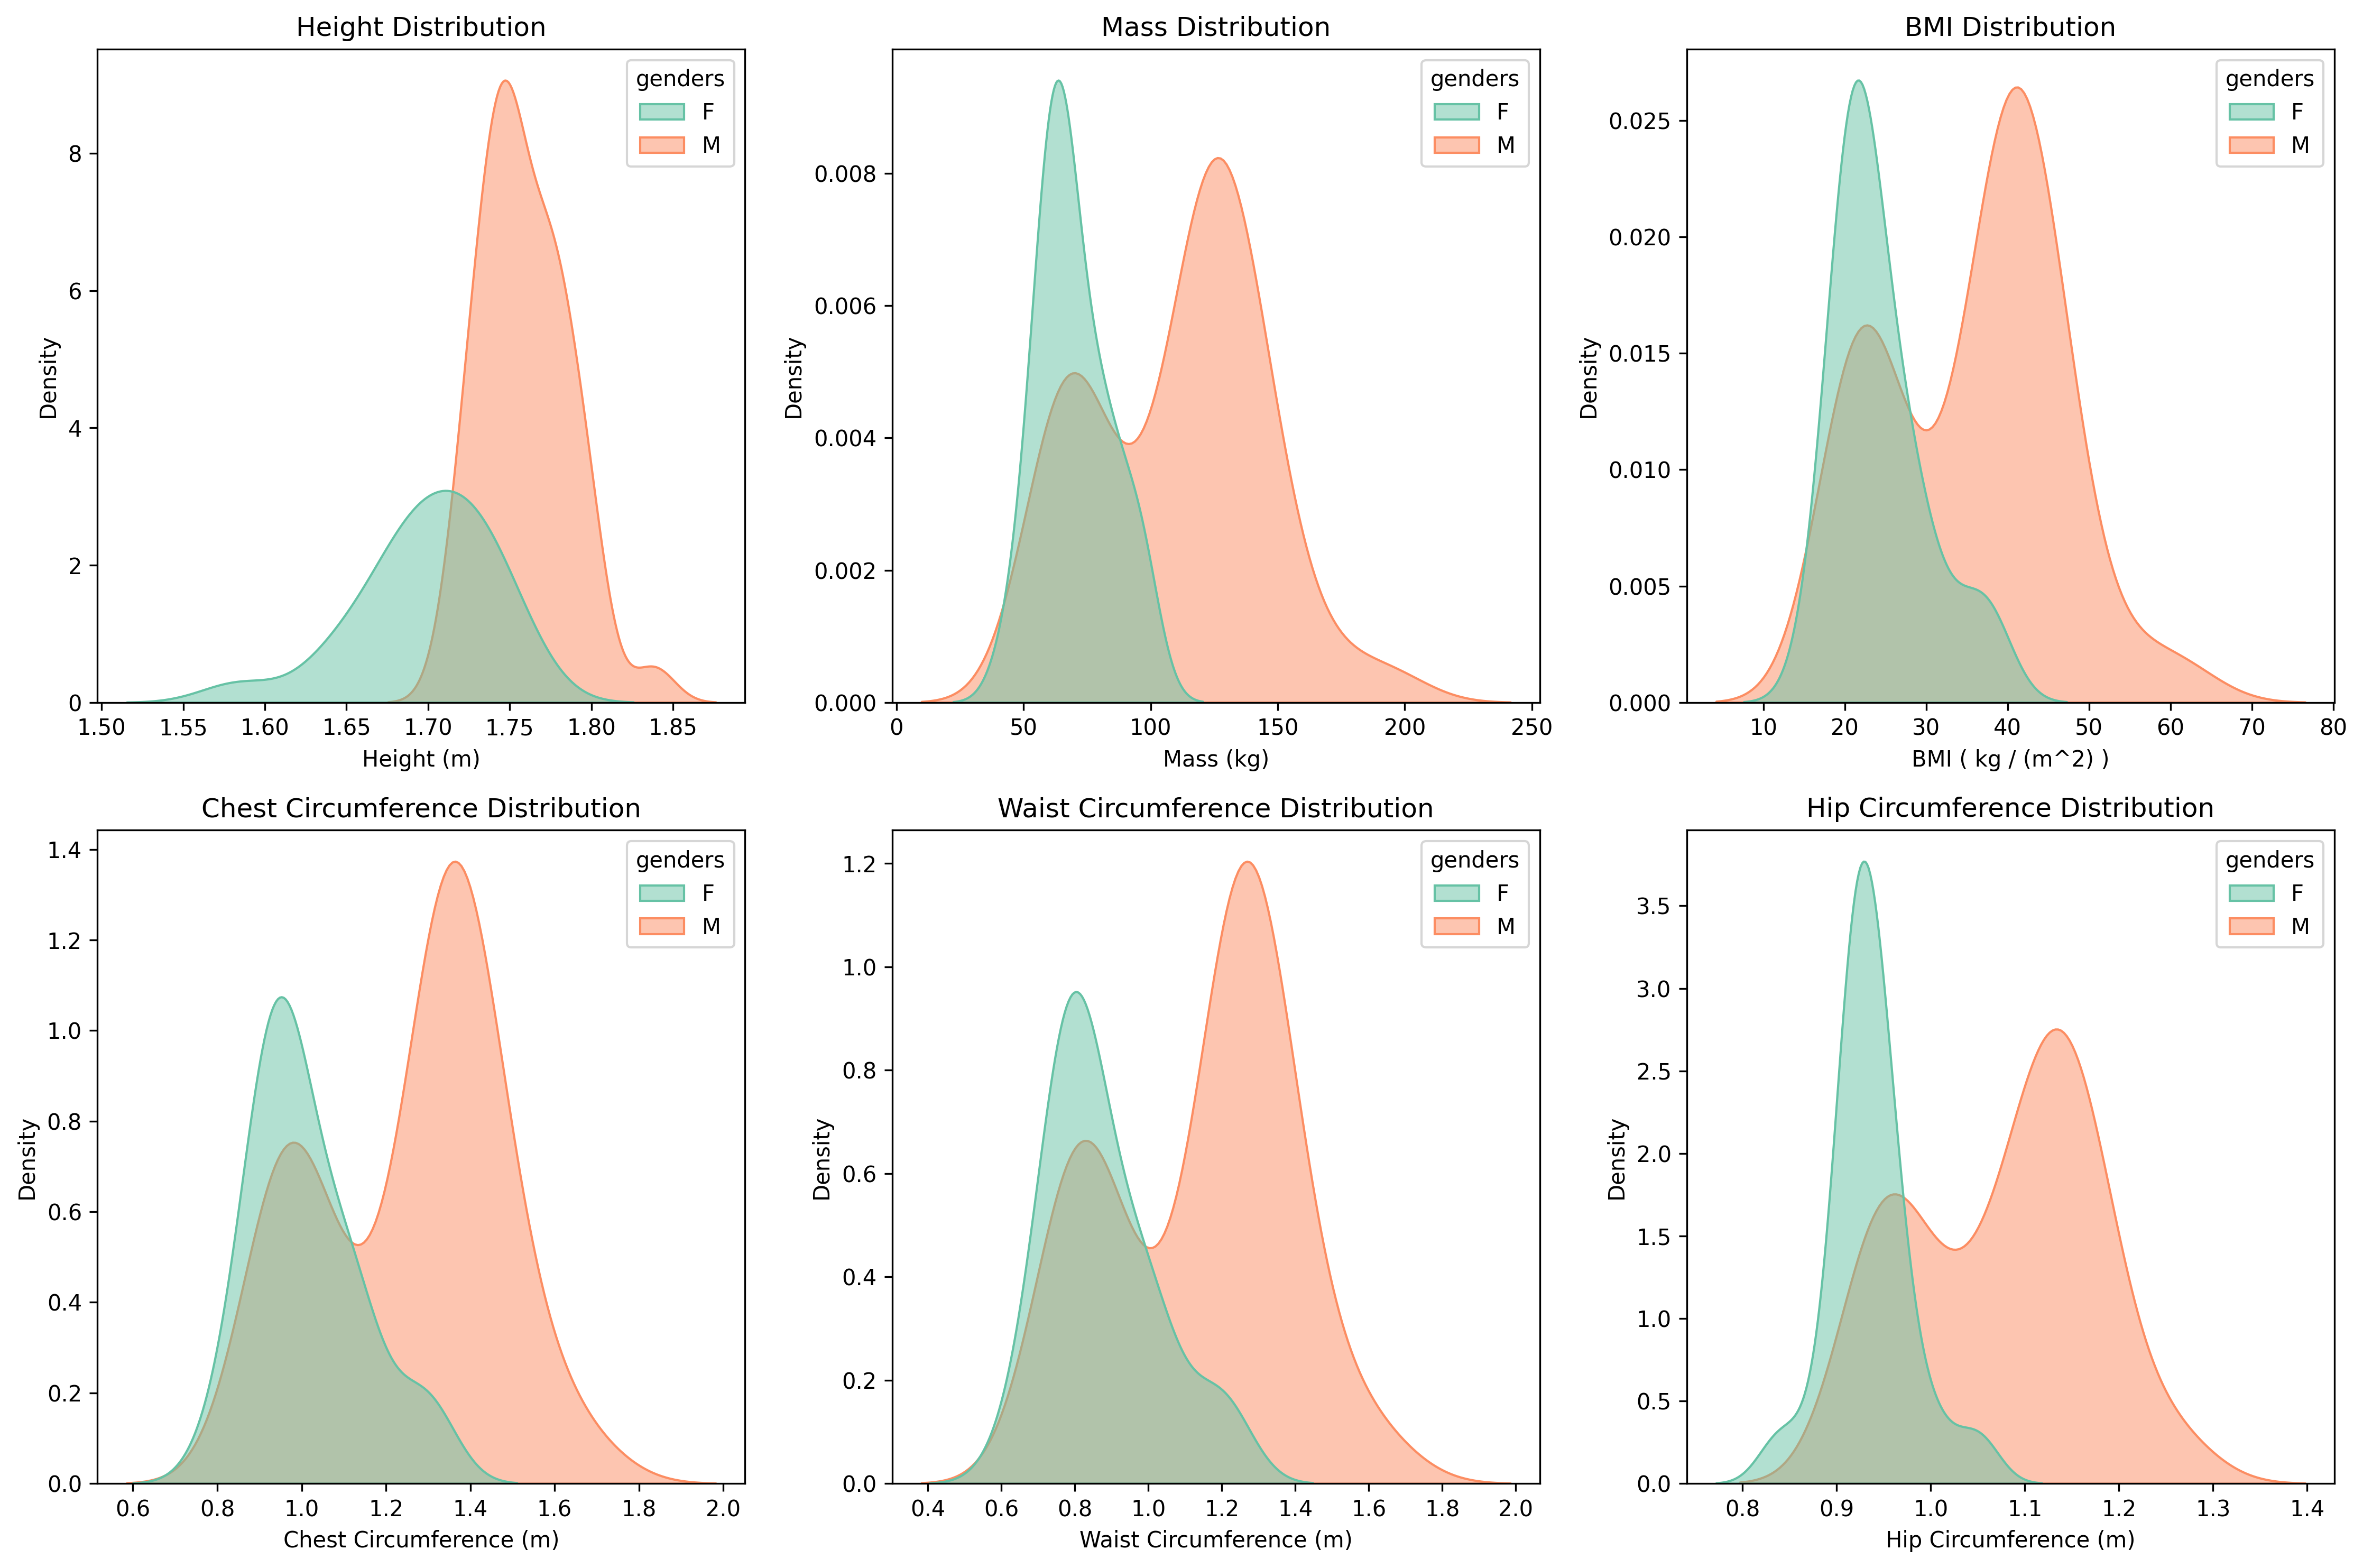 Height Distribution
genders
F
M
8
6
4
2
0
Density
1.50 1.55 1.60 1.65 1.70 1.75 1.80 1.85
Height (m)
Mass Distribution
genders
F
M
0.008
0.006
0.004
0.002
0.000
Density
0 50 100 150 200 250
Mass (kg)
BMI Distribution
genders
F
M
0.025
0.020
0.015
0.010
0.005
0.000
Density
10 20 30 40 50 60 70 80
BMI ( kg / (m^2) )
Chest Circumference Distribution
genders
F
M
1.4
1.2
1.0
0.8
0.6
0.4
0.2
0.0
Density
0.6 0.8 1.0 1.2 1.4 1.6 1.8 2.0
Chest Circumference (m)
Waist Circumference Distribution
genders
F
M
1.2
1.0
0.8
0.6
0.4
0.2
0.0
Density
0.4 0.6 0.8 1.0 1.2 1.4 1.6 1.8 2.0
Waist Circumference (m)
Hip Circumference Distribution
genders
F
M
3.5
3.0
2.5
2.0
1.5
1.0
0.5
0.0
Density
0.8 0.9 1.0 1.1 1.2 1.3 1.4
Hip Circumference (m)